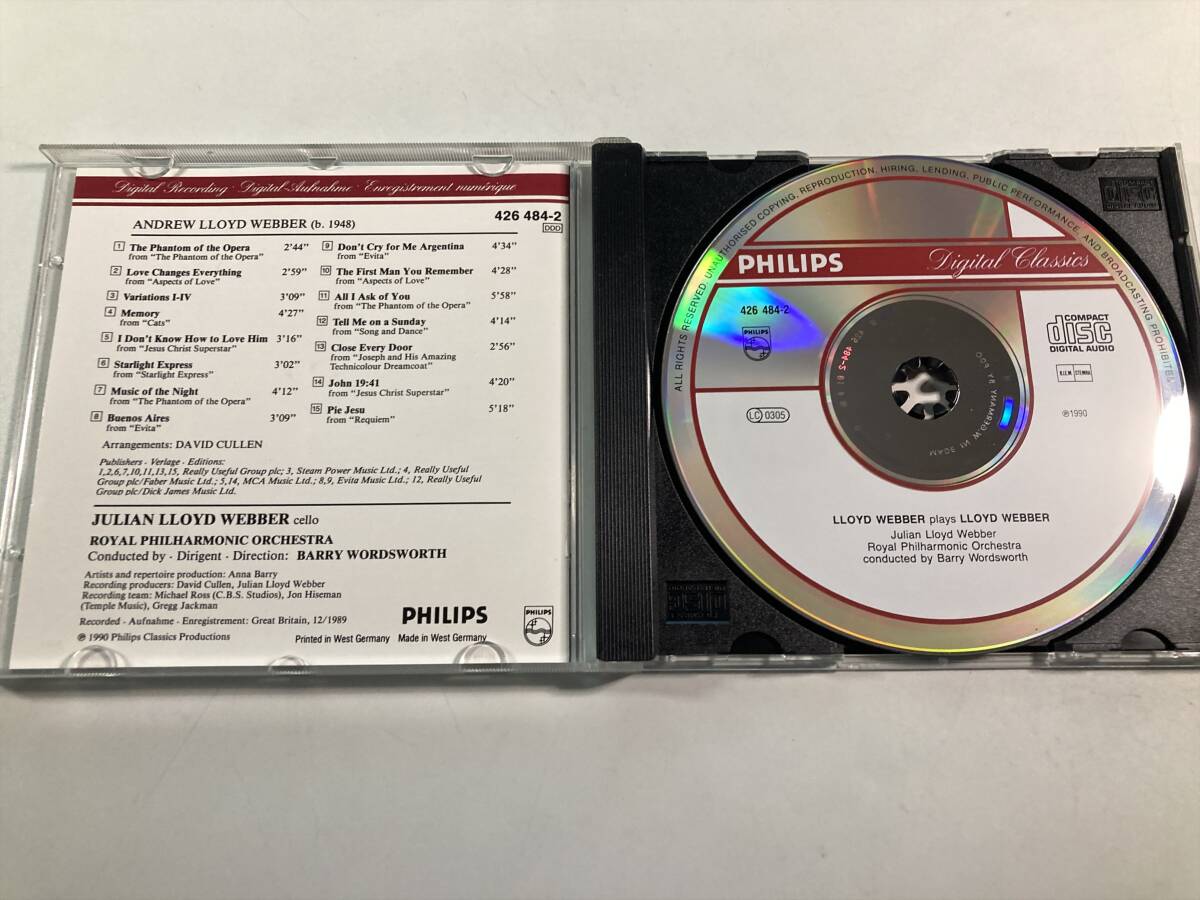 Digital Recording · Digital-Aufnahme · Enregistrement numérique
426 484-2
DDD
ANDREW LLOYD WEBBER (b. 1948)
1 The Phantom of the Opera 2'44"
from "The Phantom of the Opera"
2 Love Changes Everything 2'59"
from "Aspects of Love"
3 Variations I-IV 3'09"
4 Memory 4'27"
from "Cats"
5 I Don't Know How to Love Him 3'16"
from "Jesus Christ Superstar"
6 Starlight Express 3'02"
from "Starlight Express"
7 Music of the Night 4'12"
from "The Phantom of the Opera"
8 Buenos Aires 3'09"
from "Evita"
9 Don't Cry for Me Argentina 4'34"
from "Evita"
10 The First Man You Remember 4'28"
from "Aspects of Love"
11 All I Ask of You 5'58"
from "The Phantom of the Opera"
12 Tell Me on a Sunday 4'14"
from "Song and Dance"
13 Close Every Door 2'56"
from "Joseph and His Amazing
Technicolour Dreamcoat"
14 John 19:41 4'20"
from "Jesus Christ Superstar"
15 Pie Jesu 5'18"
from "Requiem"
Arrangements: DAVID CULLEN
Publishers - Verlage - Editions:
1,2,6,7,10,11,13,15, Really Useful Group plc; 3, Steam Power Music Ltd.; 4, Really Useful
Group plc/Faber Music Ltd.; 5,14, MCA Music Ltd.; 8,9, Evita Music Ltd.; 12, Really Useful
Group plc/Dick James Music Ltd.
JULIAN LLOYD WEBBER cello
ROYAL PHILHARMONIC ORCHESTRA
Conducted by - Dirigent - Direction: BARRY WORDSWORTH
Artists and repertoire production: Anna Barry
Recording producers: David Cullen, Julian Lloyd Webber
Recording team: Michael Ross (C.B.S. Studios), Jon Hiseman
(Temple Music), Gregg Jackman
Recorded - Aufnahme - Enregistrement: Great Britain, 12/1989
℗ 1990 Philips Classics Productions
Printed in West Germany Made in West Germany
PHILIPS
PHILIPS
ALL RIGHTS RESERVED. UNAUTHORISED COPYING, REPRODUCTION, HIRING, LENDING, PUBLIC PERFORMANCE, AND BROADCASTING PROHIBITED
PHILIPS
Digital Classics
426 484-2
PHILIPS
COMPACT
disc
DIGITAL AUDIO
B.I.E.M. STEMRA
LC 0305
℗1990
MADE IN W.GERMANY BY PDO
LLOYD WEBBER plays LLOYD WEBBER
Julian Lloyd Webber
Royal Philharmonic Orchestra
conducted by Barry Wordsworth